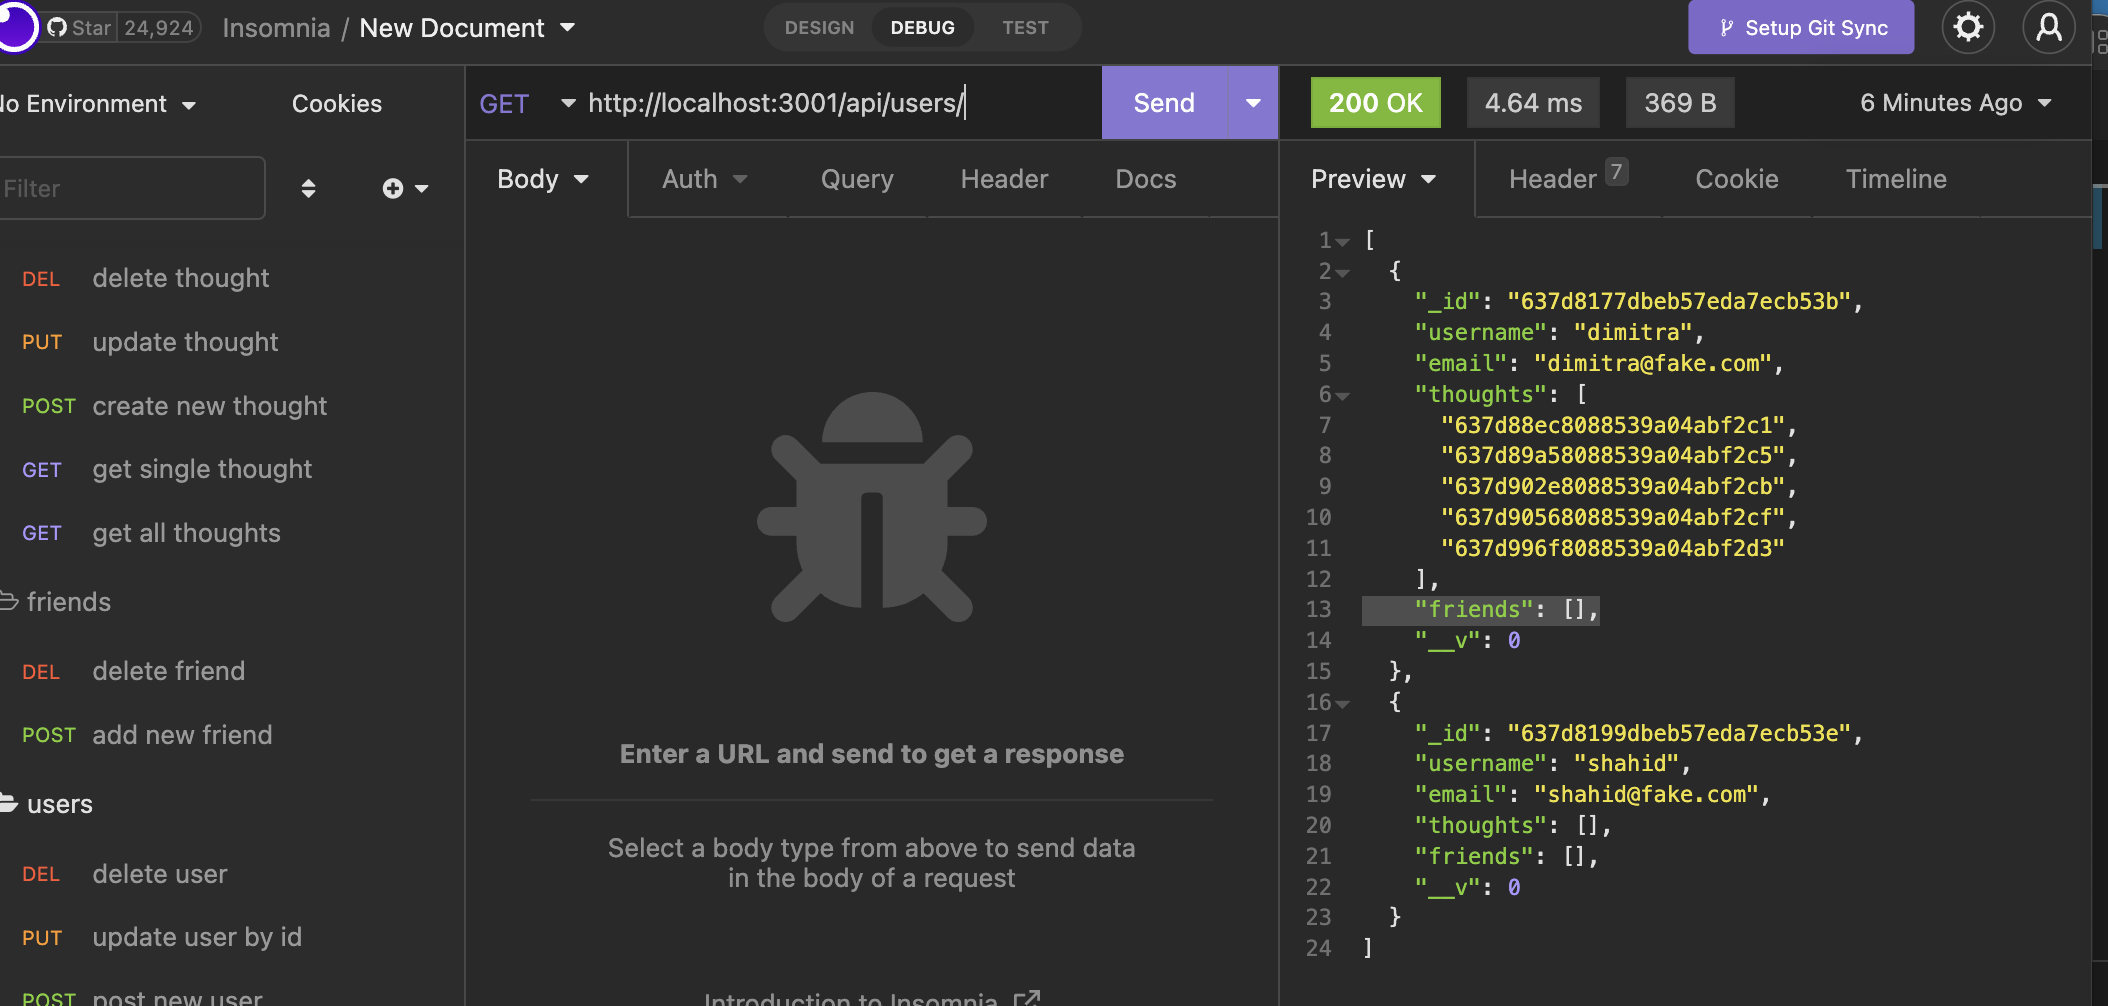 Star 24,924 Insomnia / New Document DESIGN DEBUG TEST Setup Git Sync
No Environment Cookies
Filter
DEL delete thought
PUT update thought
POST create new thought
GET get single thought
GET get all thoughts
friends
DEL delete friend
POST add new friend
users
DEL delete user
PUT update user by id
POST post new user
GET http://localhost:3001/api/users/ Send
Body Auth Query Header Docs
Enter a URL and send to get a response
Select a body type from above to send data
in the body of a request
Introduction to Insomnia
200 OK 4.64 ms 369 B 6 Minutes Ago
Preview Header 7 Cookie Timeline
1 [
2 {
3 "_id": "637d8177dbeb57eda7ecb53b",
4 "username": "dimitra",
5 "email": "dimitra@fake.com",
6 "thoughts": [
7 "637d88ec8088539a04abf2c1",
8 "637d89a58088539a04abf2c5",
9 "637d902e8088539a04abf2cb",
10 "637d90568088539a04abf2cf",
11 "637d996f8088539a04abf2d3"
12 ],
13 "friends": [],
14 "__v": 0
15 },
16 {
17 "_id": "637d8199dbeb57eda7ecb53e",
18 "username": "shahid",
19 "email": "shahid@fake.com",
20 "thoughts": [],
21 "friends": [],
22 "__v": 0
23 }
24 ]